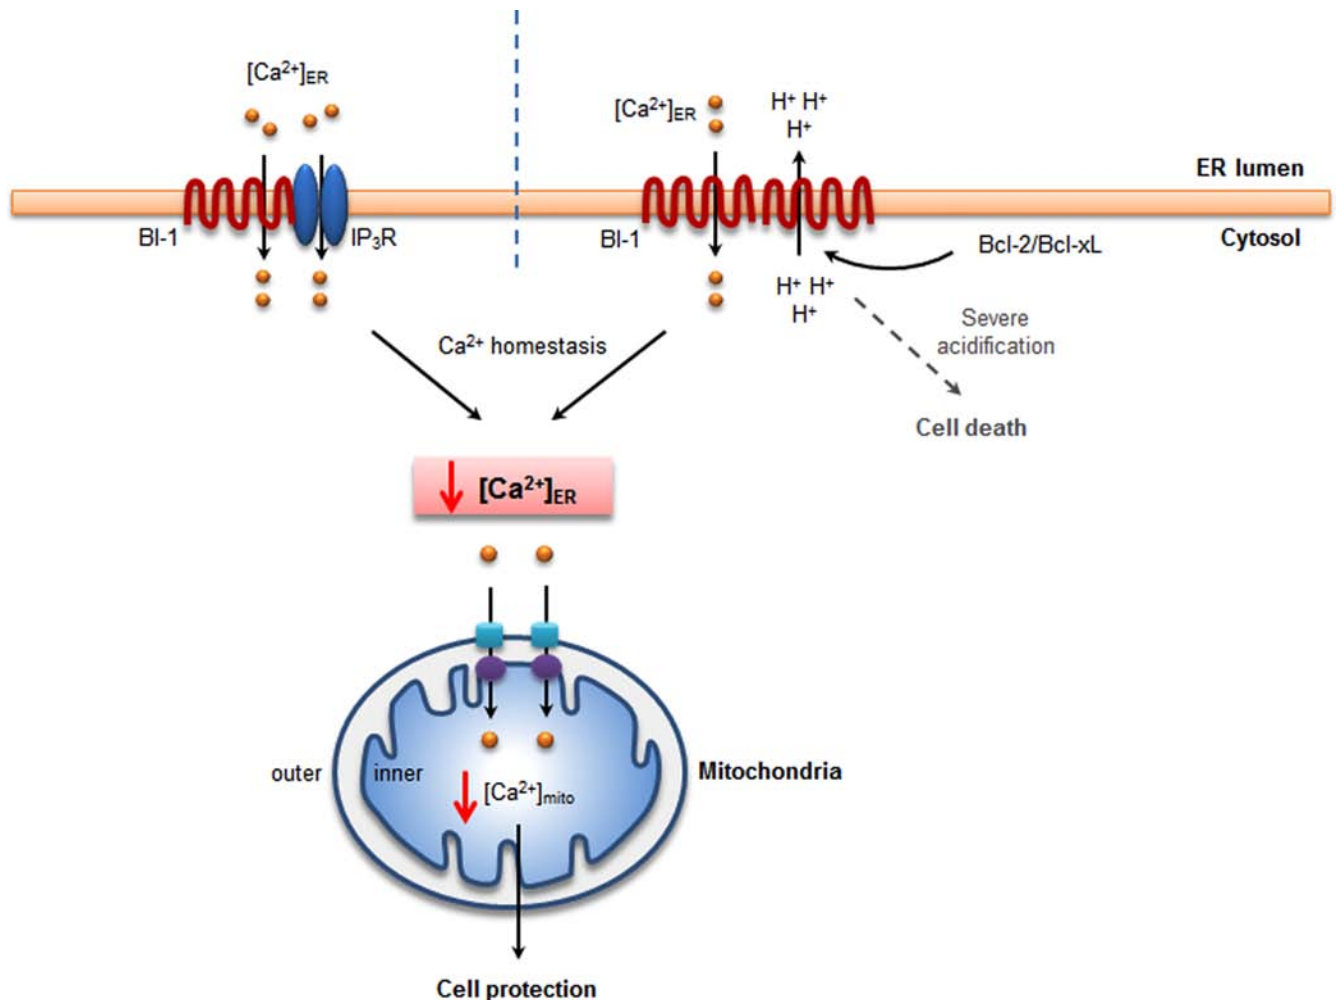 [Ca²⁺]ER
[Ca²⁺]ER
H⁺ H⁺
H⁺
ER lumen
BI-1
IP₃R
BI-1
Bcl-2/Bcl-xL
Cytosol
H⁺ H⁺
H⁺
Severe
acidification
Ca²⁺ homestasis
Cell death
[Ca²⁺]ER
outer
inner
Mitochondria
[Ca²⁺]mito
Cell protection